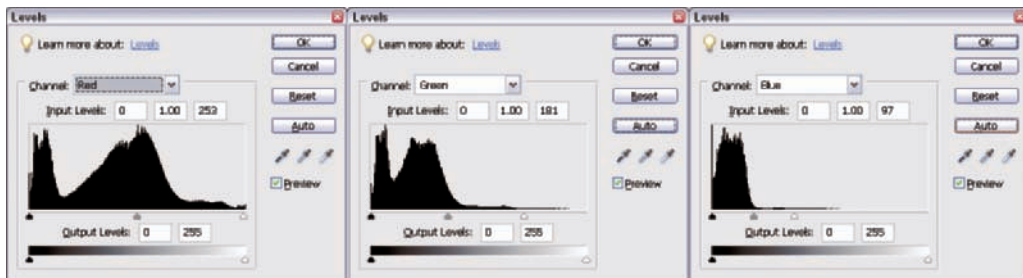 Levels
Learn more about: Levels
OK
Cancel
Reset
Auto
Channel: Red
Input Levels: 0 1.00 253
Preview
Output Levels: 0 255
Levels
Learn more about: Levels
OK
Cancel
Reset
Auto
Channel: Green
Input Levels: 0 1.00 181
Preview
Output Levels: 0 255
Levels
Learn more about: Levels
OK
Cancel
Reset
Auto
Channel: Blue
Input Levels: 0 1.00 97
Preview
Output Levels: 0 255